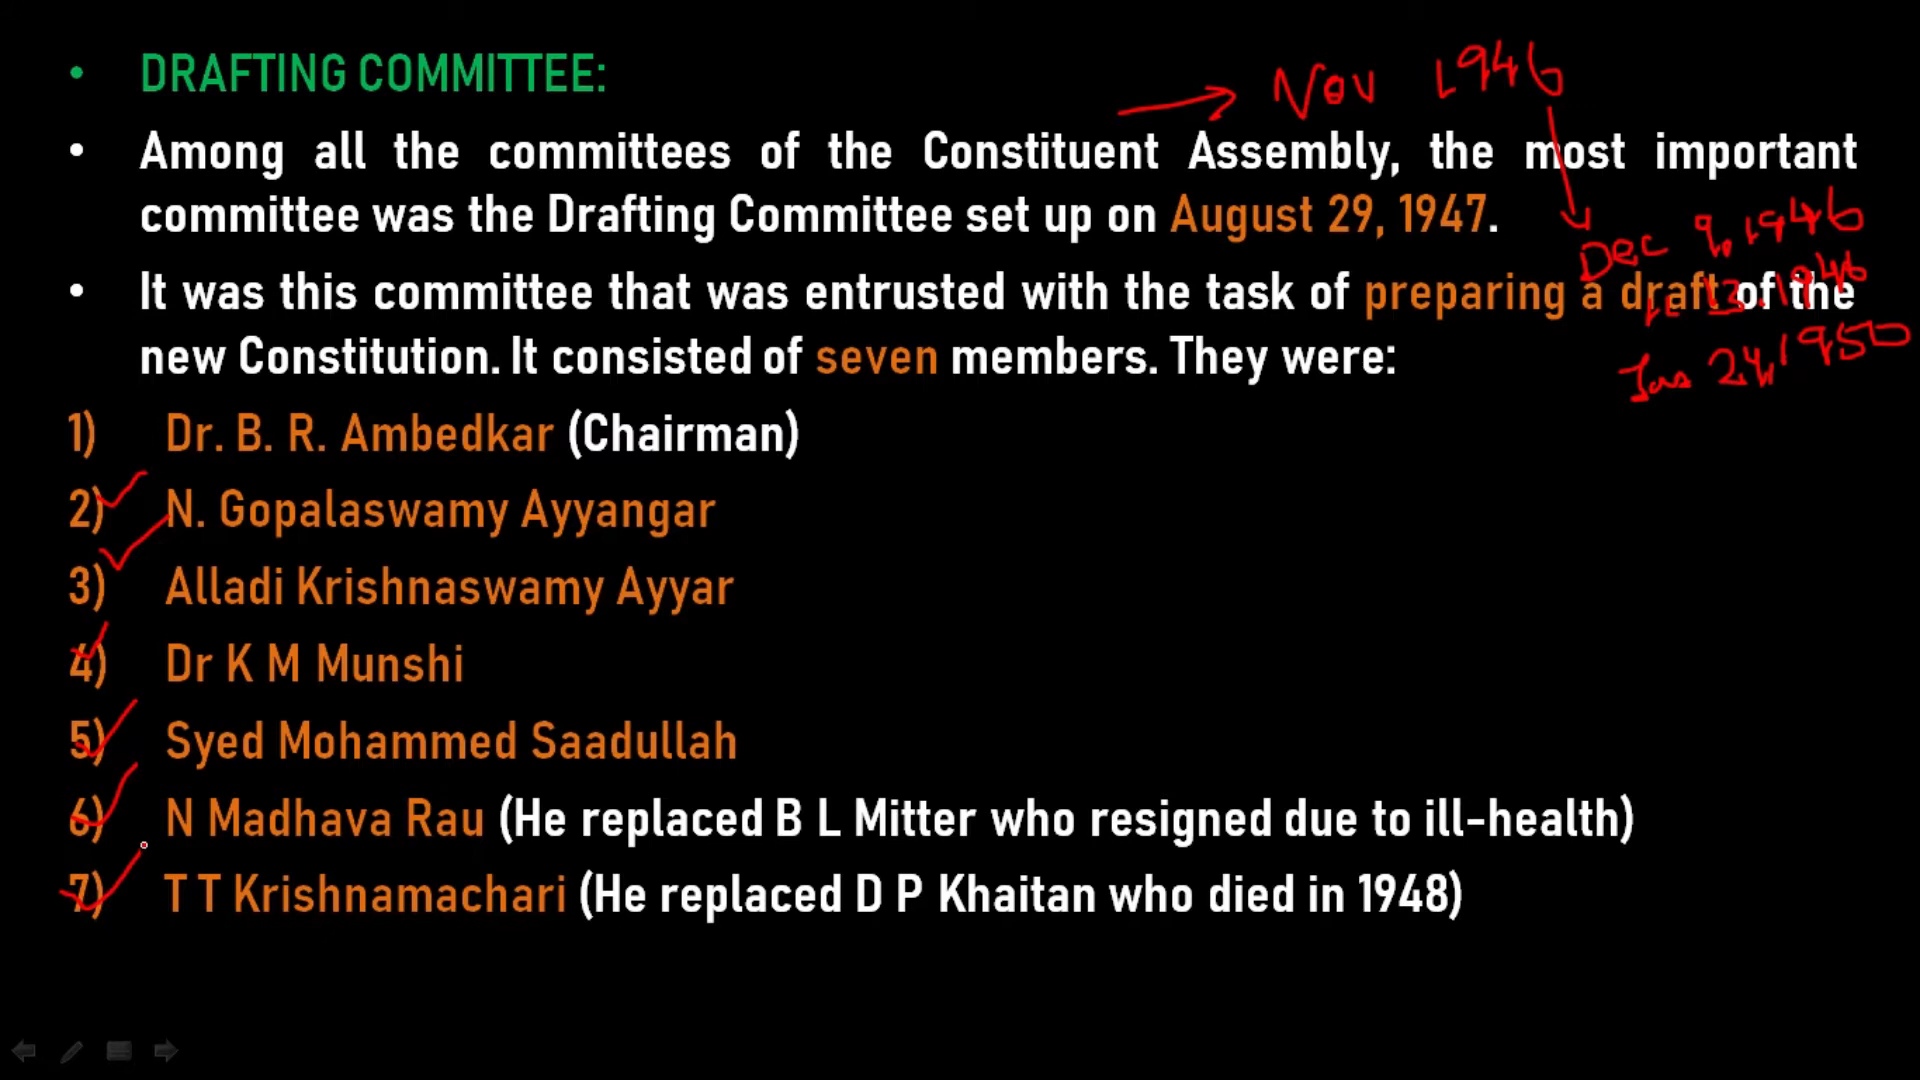 • DRAFTING COMMITTEE:
→ Nov 1946
• Among all the committees of the Constituent Assembly, the most important
committee was the Drafting Committee set up on August 29, 1947.
Dec 9, 1946
• It was this committee that was entrusted with the task of preparing a draft of the
13, 1946
new Constitution. It consisted of seven members. They were:
Jan 24, 1950
1) Dr. B. R. Ambedkar (Chairman)
2) N. Gopalaswamy Ayyangar
3) Alladi Krishnaswamy Ayyar
4) Dr K M Munshi
5) Syed Mohammed Saadullah
6) N Madhava Rau (He replaced B L Mitter who resigned due to ill-health)
7) T T Krishnamachari (He replaced D P Khaitan who died in 1948)